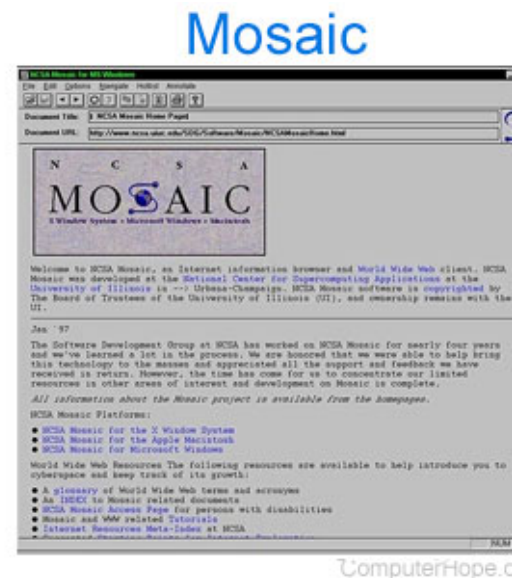 Mosaic
NCSA Mosaic for MS Windows
File Edit Options Navigate Hotlist Annotate
Document Title: NCSA Mosaic Home Page
Document URL: http://www.ncsa.uiuc.edu/SDG/Software/Mosaic/NCSAMosaicHome.html
N C S A
MOSAIC
X Window System • Microsoft Windows • Macintosh
Welcome to NCSA Mosaic, an Internet information browser and World Wide Web client. NCSA
Mosaic was developed at the National Center for Supercomputing Applications at the
University of Illinois in --> Urbana-Champaign. NCSA Mosaic software is copyrighted by
The Board of Trustees of the University of Illinois (UI), and ownership remains with the
UI.
Jan '97
The Software Development Group at NCSA has worked on NCSA Mosaic for nearly four years
and we've learned a lot in the process. We are honored that we were able to help bring
this technology to the masses and appreciated all the support and feedback we have
received in return. However, the time has come for us to concentrate our limited
resources in other areas of interest and development on Mosaic is complete.
All information about the Mosaic project is available from the homepages.
NCSA Mosaic Platforms:
● NCSA Mosaic for the X Window System
● NCSA Mosaic for the Apple Macintosh
● NCSA Mosaic for Microsoft Windows
World Wide Web Resources The following resources are available to help introduce you to
cyberspace and keep track of its growth:
● A glossary of World Wide Web terms and acronyms
● An INDEX to Mosaic related documents
● NCSA Mosaic Access Page for persons with disabilities
● Mosaic and WWW related Tutorials
● Internet Resources Meta-Index at NCSA
NUM
ComputerHope.c